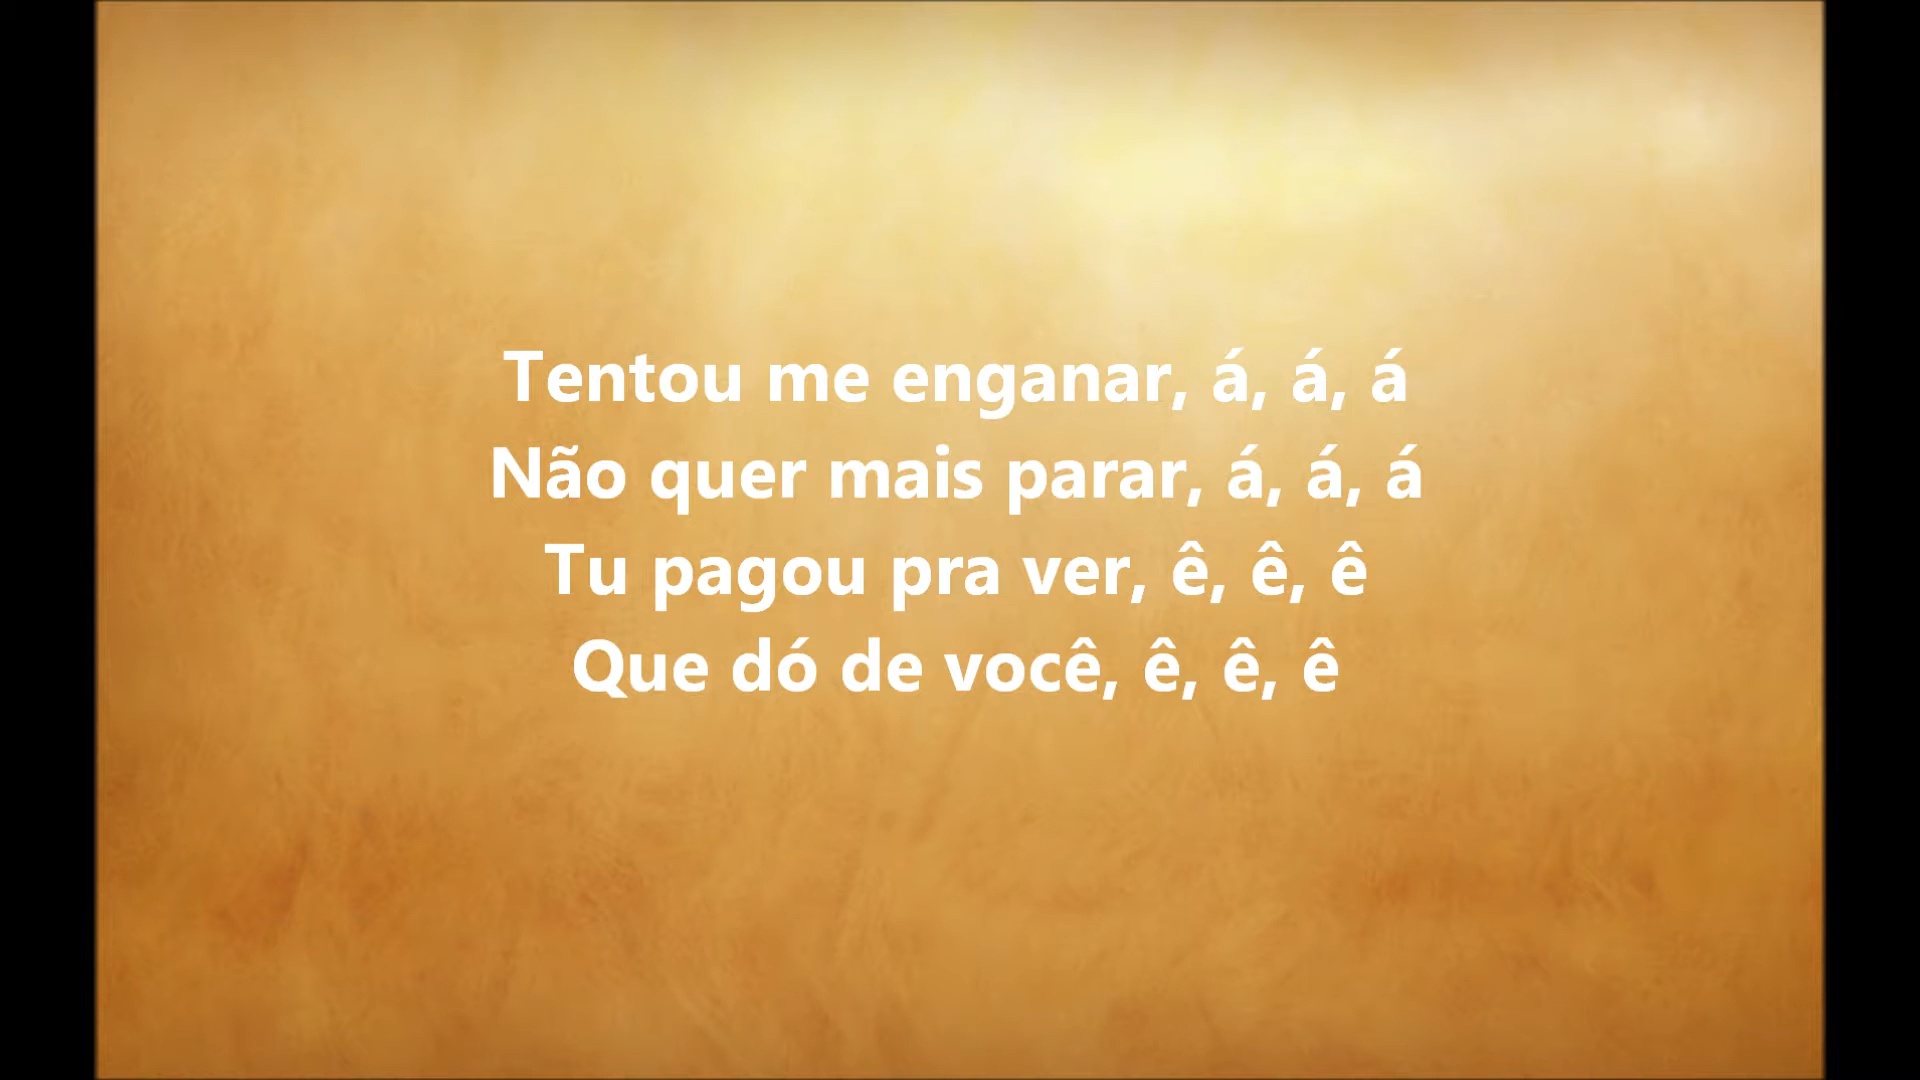 Tentou me enganar, á, á, á
Não quer mais parar, á, á, á
Tu pagou pra ver, ê, ê, ê
Que dó de você, ê, ê, ê